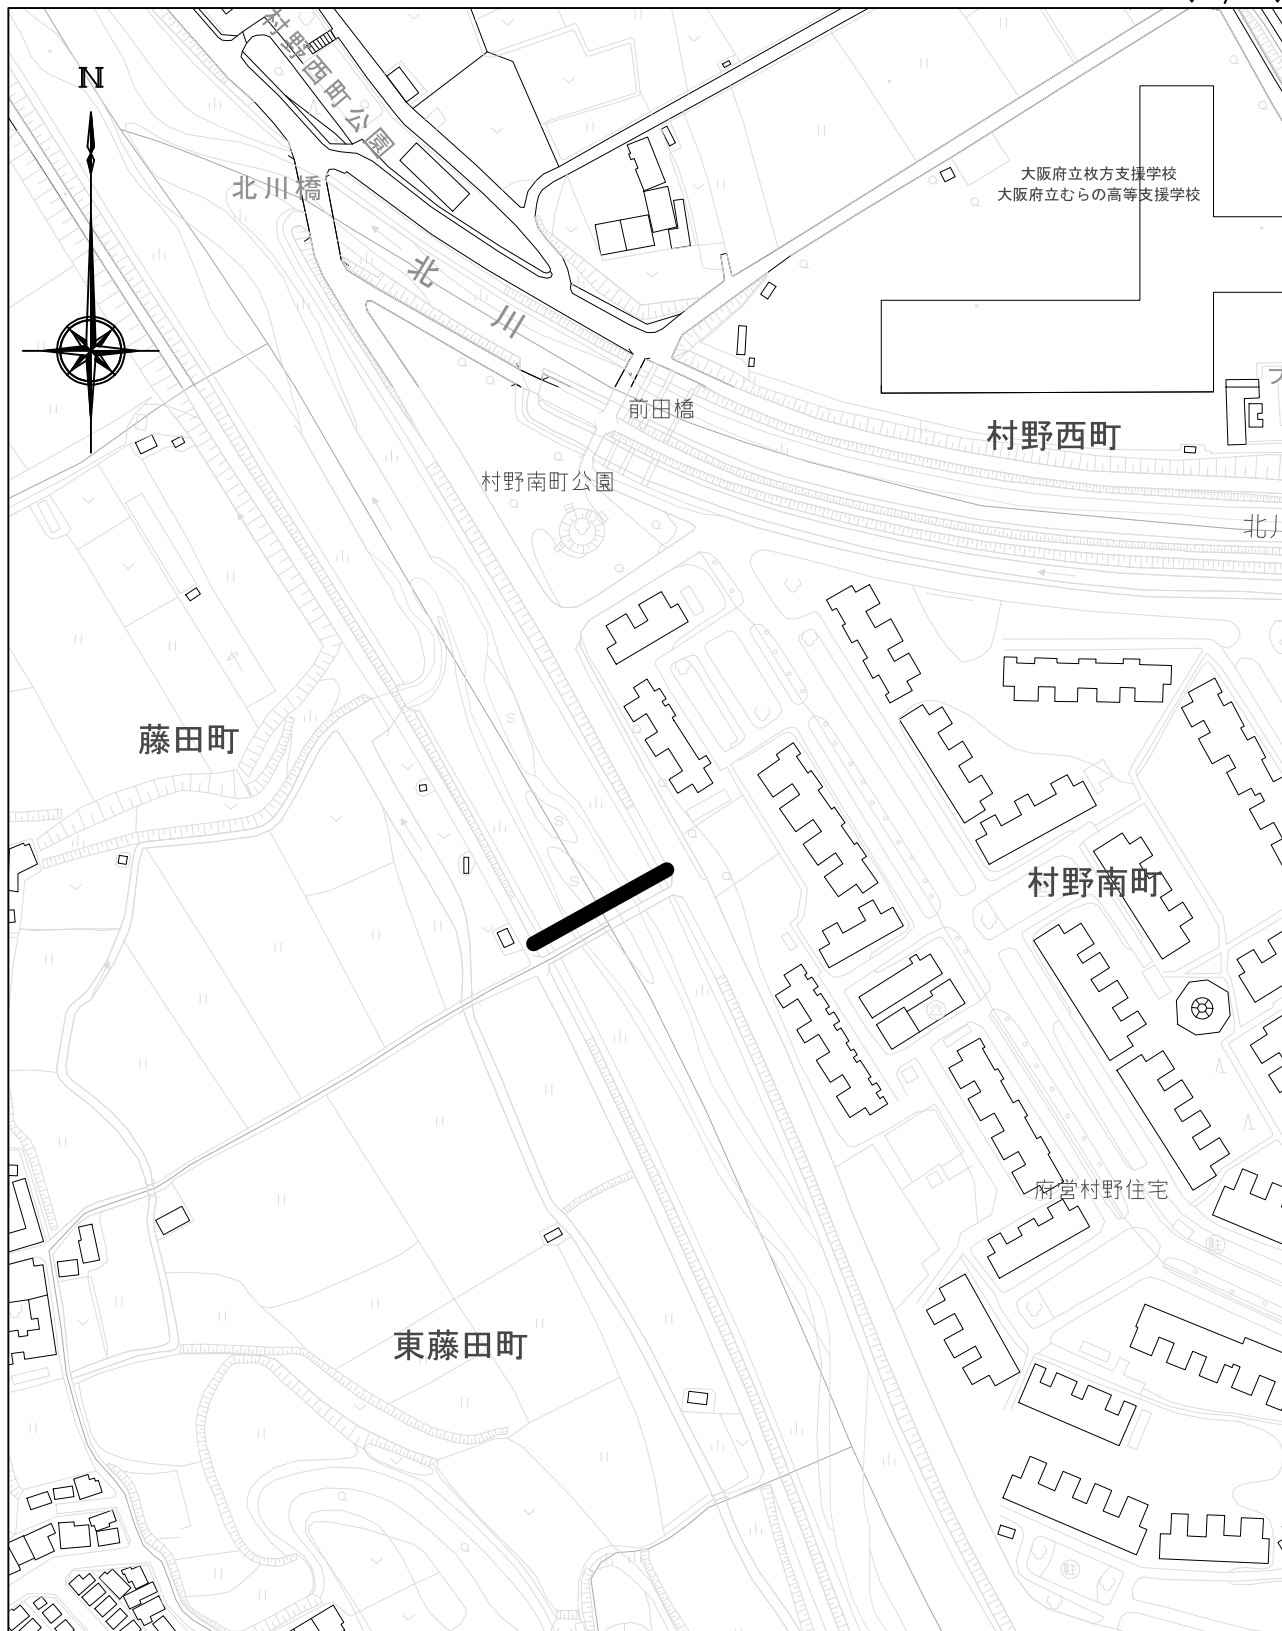 村野西町公園
N
北川橋
大阪府立枚方支援学校
大阪府立むらの高等支援学校
北川
前田橋
村野西町
村野南町公園
藤田町
村野南町
府営村野住宅
駐
東藤田町
駐